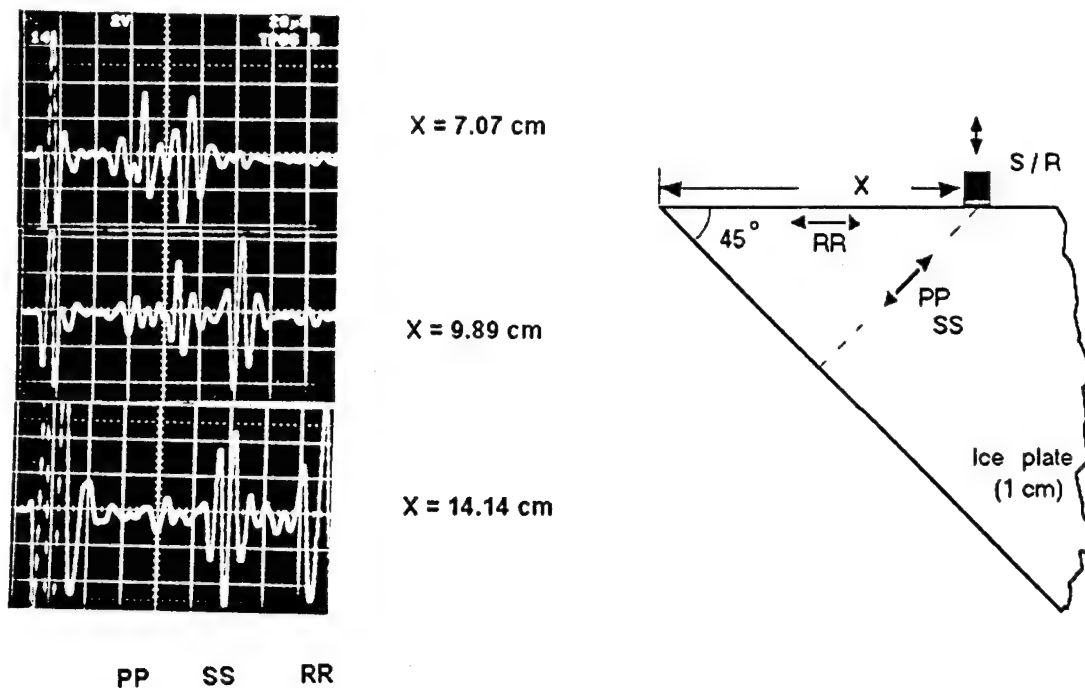 2V 20µS
X = 7.07 cm
X = 9.89 cm
X = 14.14 cm
PP SS RR
X
S / R
45°
RR
PP
SS
Ice plate
(1 cm)